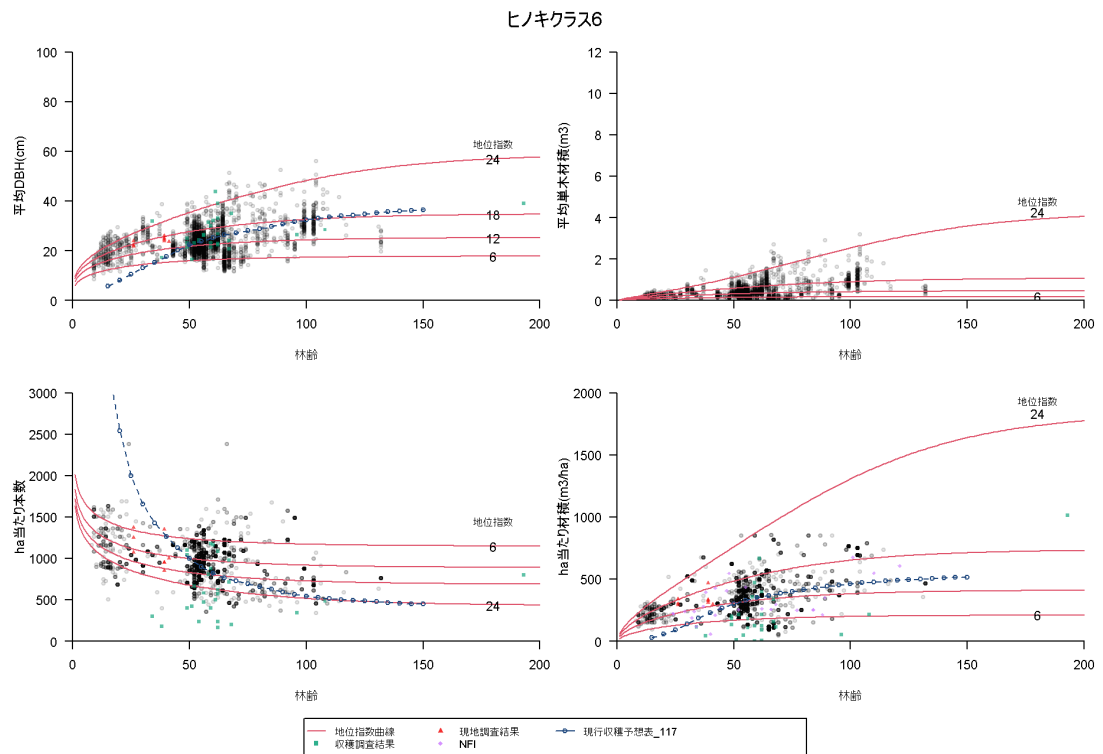 ヒノキクラス6
平均DBH(cm)
100
80
60
40
20
0
地位指数
24
18
12
6
0 50 100 150 200
林齢
平均単木材積(m3)
12
10
8
6
4
2
0
地位指数
24
6
0 50 100 150 200
林齢
ha当たり本数
3000
2500
2000
1500
1000
500
0
地位指数
6
24
0 50 100 150 200
林齢
ha当たり材積(m3/ha)
2000
1500
1000
500
0
地位指数
24
6
0 50 100 150 200
林齢
地位指数曲線 現地調査結果 現行収穫予想表_117
収穫調査結果 NFI